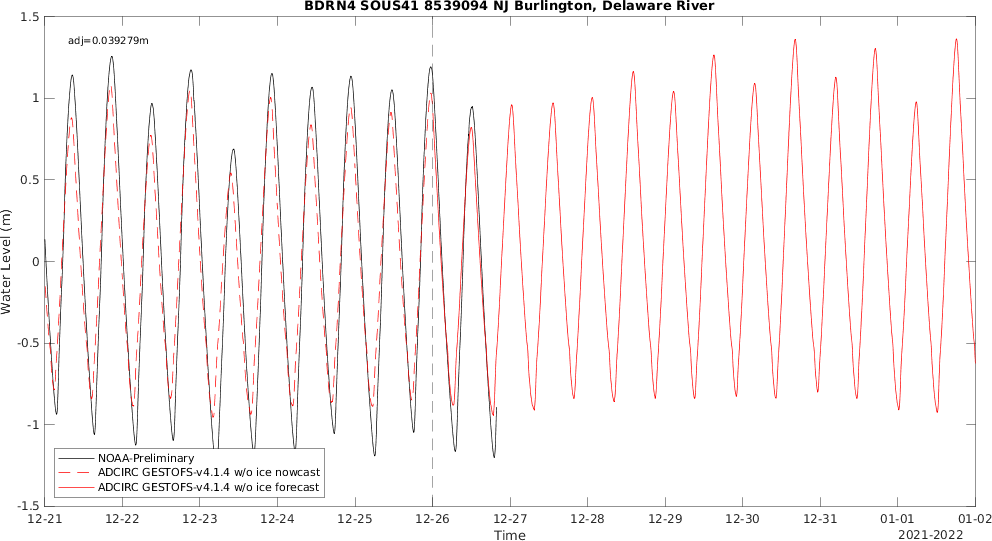 BDRN4 SOUS41 8539094 NJ Burlington, Delaware River
adj=0.039279m
1.5
1
0.5
0
-0.5
-1
-1.5
Water Level (m)
NOAA-Preliminary
ADCIRC GESTOFS-v4.1.4 w/o ice nowcast
ADCIRC GESTOFS-v4.1.4 w/o ice forecast
12-21 12-22 12-23 12-24 12-25 12-26 12-27 12-28 12-29 12-30 12-31 01-01 01-02
Time
2021-2022